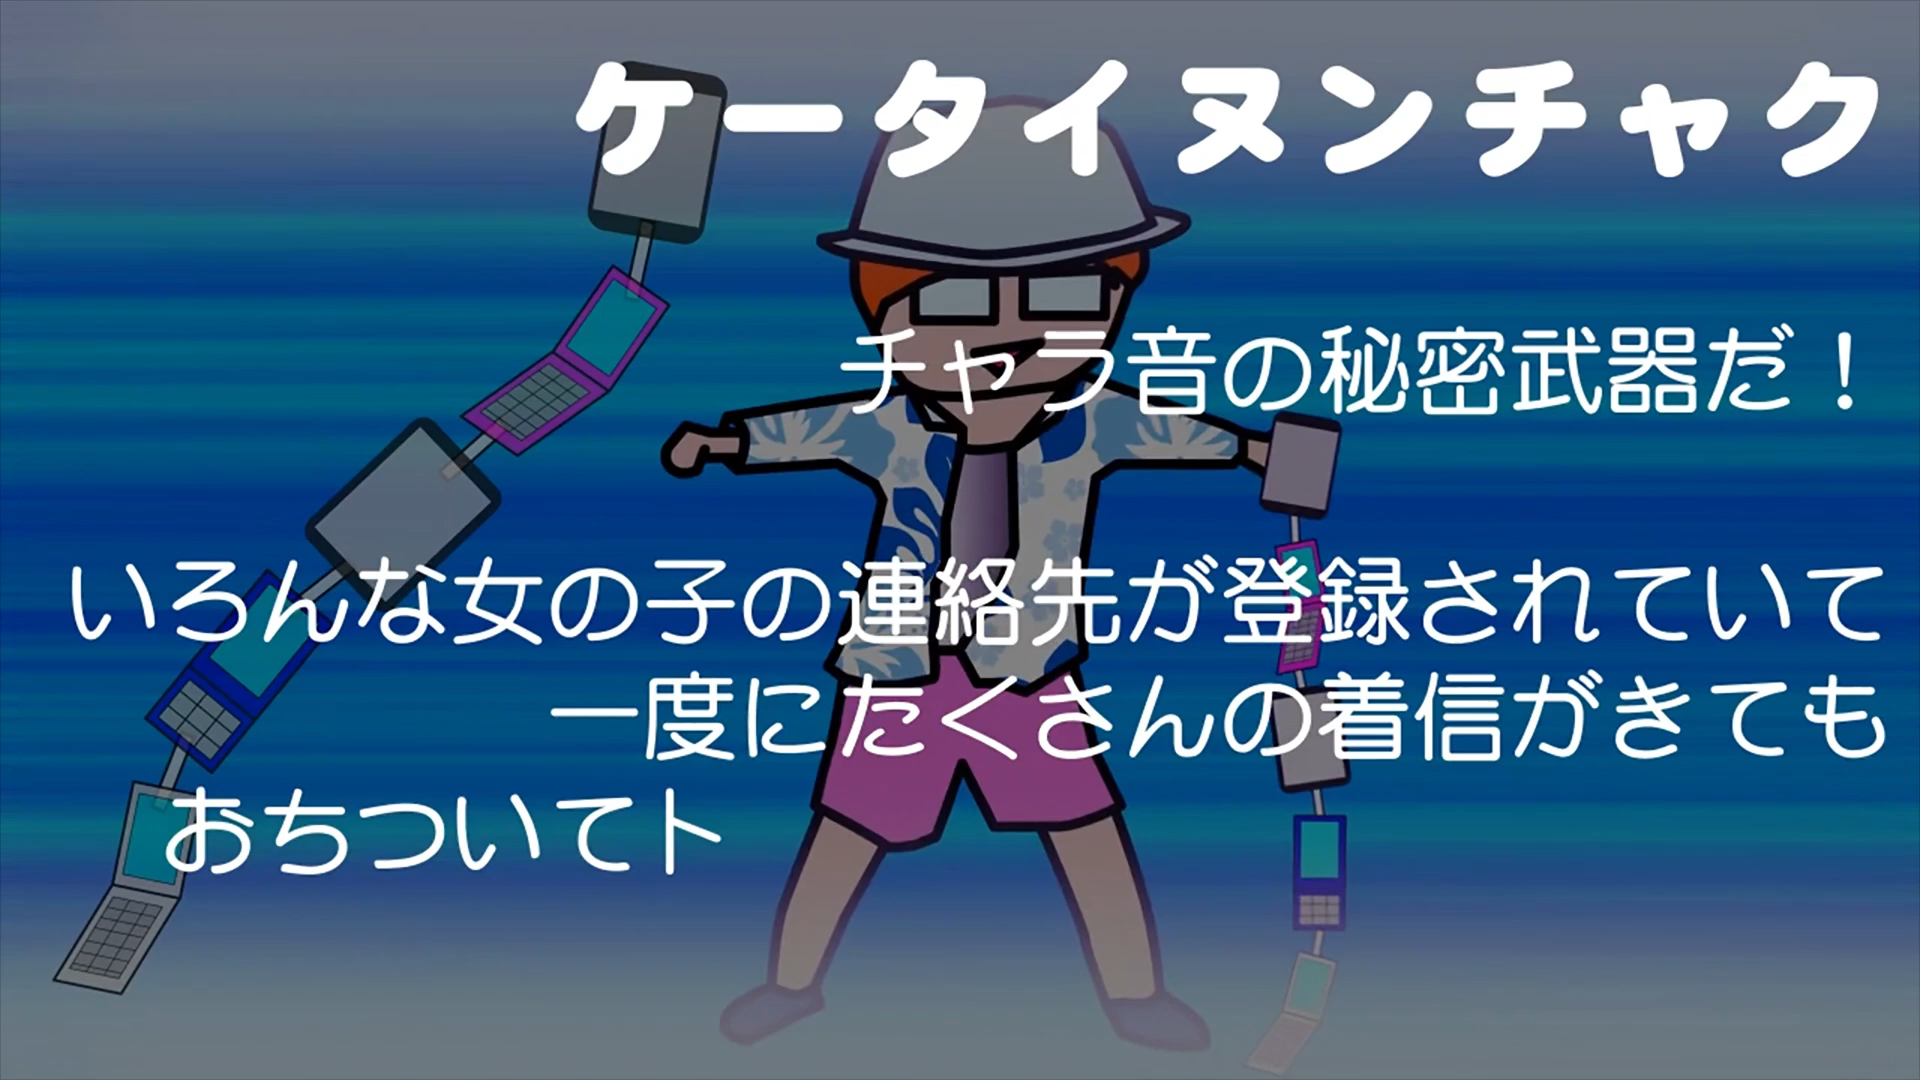 ケータイヌンチャク
チャラ音の秘密武器だ！
いろんな女の子の連絡先が登録されていて
一度にたくさんの着信がきても
おちついてト